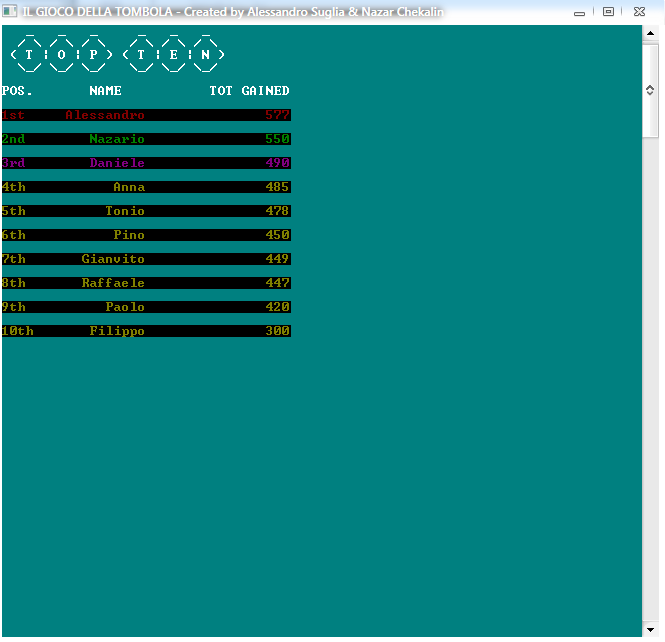 IL GIOCO DELLA TOMBOLA - Created by Alessandro Suglia & Nazar Chekalin
T O P T E N
POS. NAME TOT GAINED
1st Alessandro 577
2nd Nazario 550
3rd Daniele 490
4th Anna 485
5th Tonio 478
6th Pino 450
7th Gianvito 449
8th Raffaele 447
9th Paolo 420
10th Filippo 300